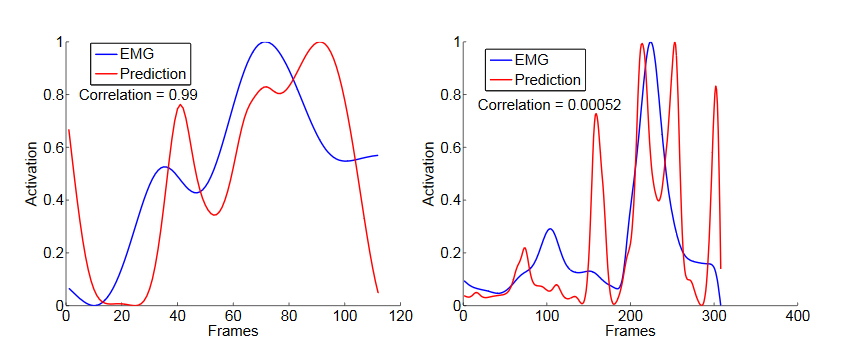 EMG
Prediction
Correlation = 0.99
Activation
1
0.8
0.6
0.4
0.2
0
0 20 40 60 80 100 120
Frames
EMG
Prediction
Correlation = 0.00052
Activation
1
0.8
0.6
0.4
0.2
0
0 100 200 300 400
Frames